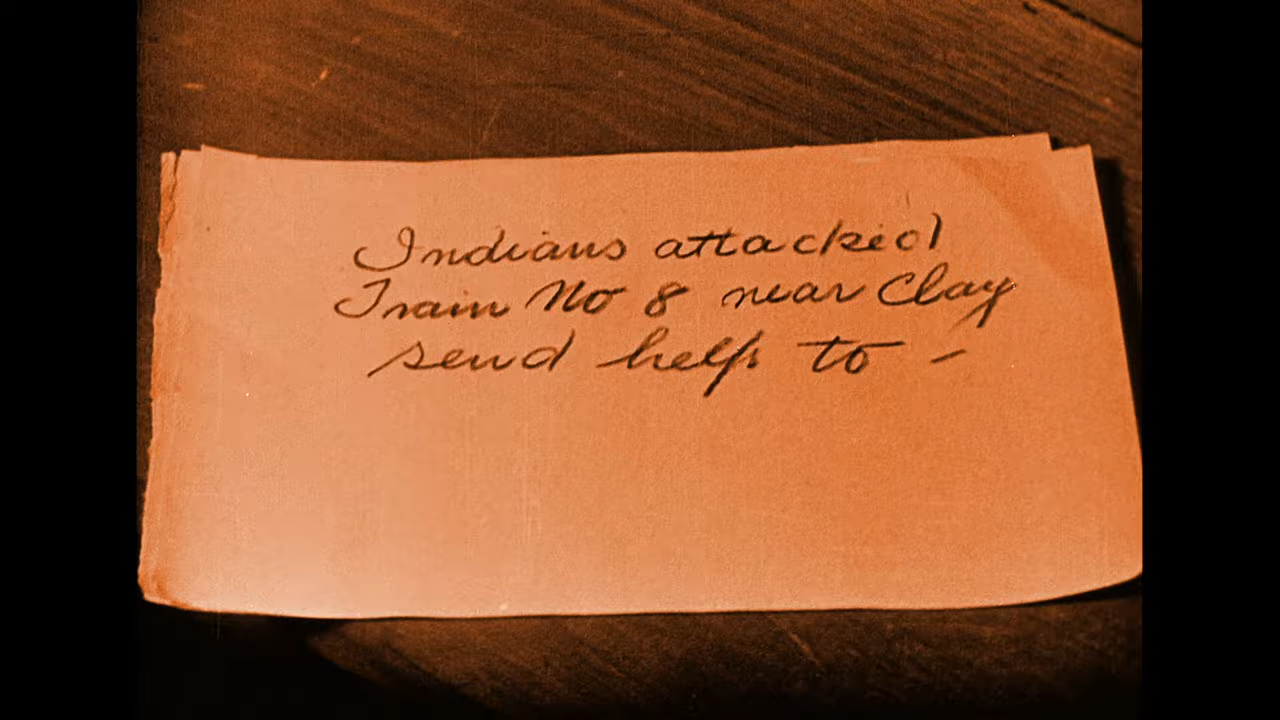 Indians attacked
Train No 8 near Clay
send help to -